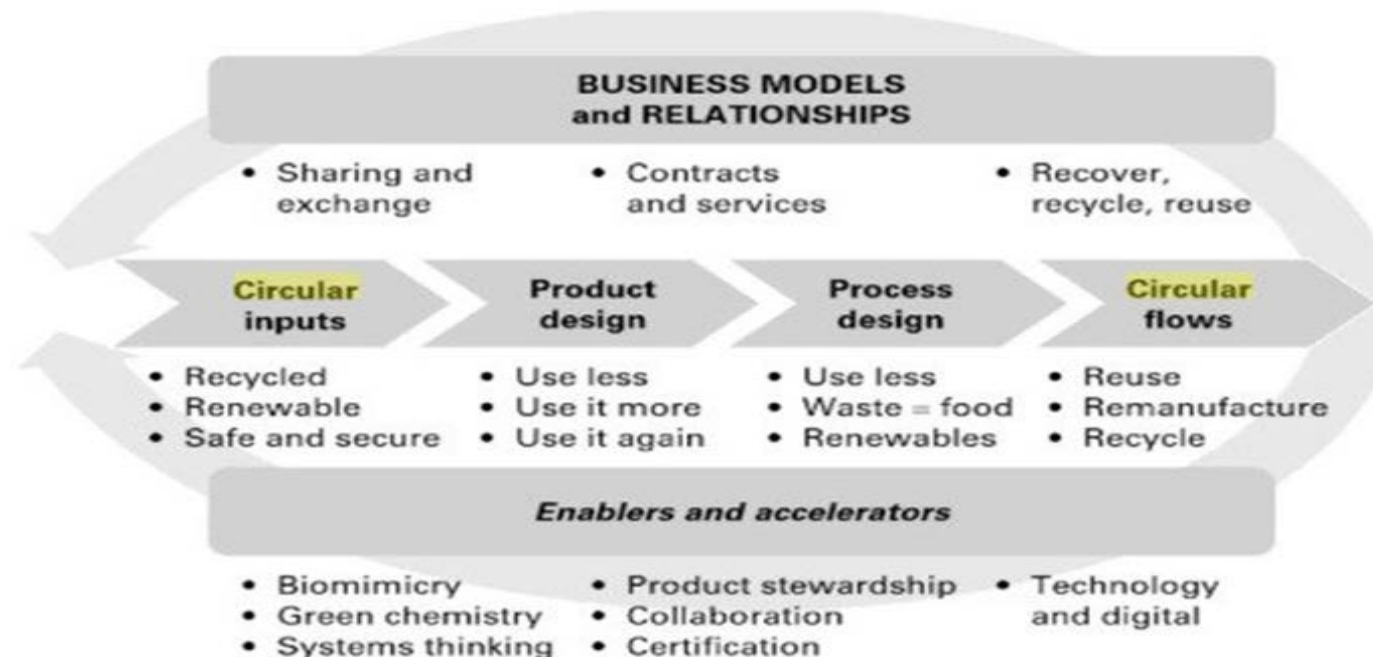 BUSINESS MODELS
and RELATIONSHIPS
• Sharing and
exchange
• Contracts
and services
• Recover,
recycle, reuse
Circular
inputs
Product
design
Process
design
Circular
flows
• Recycled
• Renewable
• Safe and secure
• Use less
• Use it more
• Use it again
• Use less
• Waste = food
• Renewables
• Reuse
• Remanufacture
• Recycle
Enablers and accelerators
• Biomimicry
• Green chemistry
• Systems thinking
• Product stewardship
• Collaboration
• Certification
• Technology
and digital